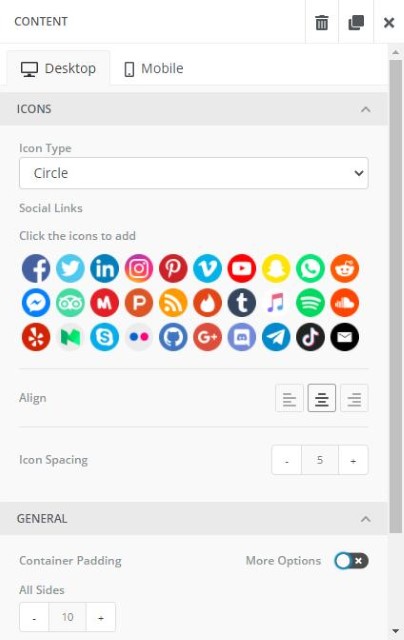 CONTENT
Desktop
Mobile
ICONS
Icon Type
Circle
Social Links
Click the icons to add
Align
Icon Spacing
- 5 +
GENERAL
Container Padding
More Options
All Sides
- 10 +